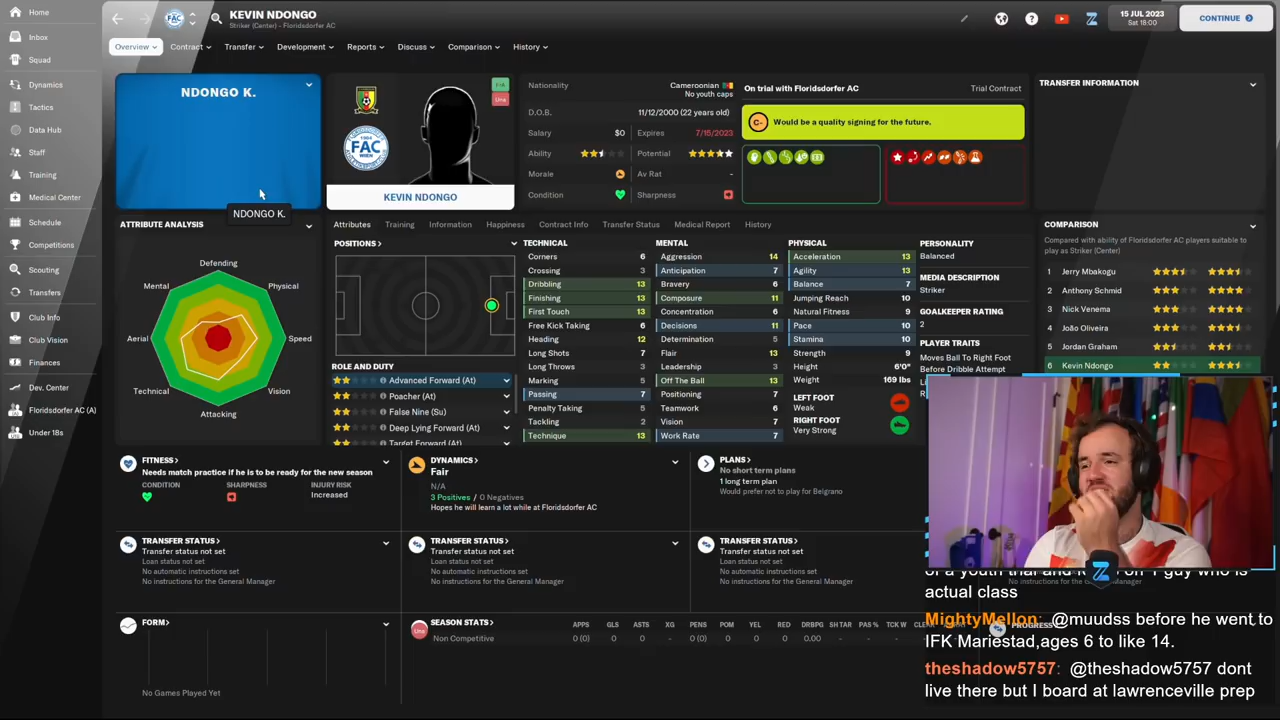 Home
Inbox
Squad
Dynamics
Tactics
Data Hub
Staff
Training
Medical Center
Schedule
Competitions
Scouting
Transfers
Club Info
Club Vision
Finances
Dev. Center
Floridsdorfer AC (A)
Under 18s
FAC
KEVIN NDONGO
Striker (Center) - Floridsdorfer AC
15 JUL 2023
Sat 18:00
CONTINUE
Overview
Contract
Transfer
Development
Reports
Discuss
Comparison
History
NDONGO K.
NDONGO K.
FAC
WIEN
KEVIN NDONGO
Una
Nationality Cameroonian
No youth caps
D.O.B. 11/12/2000 (22 years old)
Salary $0 Expires 7/15/2023
Ability Potential
Morale Av Rat -
Condition Sharpness
On trial with Floridsdorfer AC Trial Contract
C- Would be a quality signing for the future.
TRANSFER INFORMATION
ATTRIBUTE ANALYSIS
Defending
Physical
Speed
Vision
Attacking
Technical
Aerial
Mental
Attributes Training Information Happiness Contract Info Transfer Status Medical Report History
POSITIONS
ROLE AND DUTY
Advanced Forward (At)
Poacher (At)
False Nine (Su)
Deep Lying Forward (At)
Target Forward (At)
TECHNICAL
Corners 6
Crossing 3
Dribbling 13
Finishing 13
First Touch 13
Free Kick Taking 6
Heading 12
Long Shots 7
Long Throws 3
Marking 5
Passing 7
Penalty Taking 5
Tackling 2
Technique 13
MENTAL
Aggression 14
Anticipation 7
Bravery 6
Composure 11
Concentration 6
Decisions 11
Determination 5
Flair 13
Leadership 3
Off The Ball 13
Positioning 7
Teamwork 6
Vision 7
Work Rate 7
PHYSICAL
Acceleration 13
Agility 13
Balance 7
Jumping Reach 10
Natural Fitness 9
Pace 10
Stamina 10
Strength 9
Height 6'0"
Weight 169 lbs
LEFT FOOT
Weak
RIGHT FOOT
Very Strong
PERSONALITY
Balanced
MEDIA DESCRIPTION
Striker
GOALKEEPER RATING
2
PLAYER TRAITS
Moves Ball To Right Foot
Before Dribble Attempt
COMPARISON
Compared with ability of Floridsdorfer AC players suitable to
play as Striker (Center)
1 Jerry Mbakogu
2 Anthony Schmid
3 Nick Venema
4 João Oliveira
5 Jordan Graham
6 Kevin Ndongo
FITNESS
Needs match practice if he is to be ready for the new season
CONDITION SHARPNESS INJURY RISK
Increased
DYNAMICS
Fair
N/A
3 Positives / 0 Negatives
Hopes he will learn a lot while at Floridsdorfer AC
PLANS
No short term plans
1 long term plan
Would prefer not to play for Belgrano
TRANSFER STATUS
Transfer status not set
Loan status not set
No automatic instructions set
No instructions for the General Manager
TRANSFER STATUS
Transfer status not set
Loan status not set
No automatic instructions set
No instructions for the General Manager
TRANSFER STATUS
Transfer status not set
Loan status not set
No automatic instructions set
No instructions for the General Manager
FORM
No Games Played Yet
SEASON STATS APPS GLS ASTS XG PENS POM YEL RED DRBPG SH TAR PAS % TCK W
Una Non Competitive 0 (0) 0 0 - 0 (0) 0 0 0 0.00 - - -
actual class
MightyMellon: @muudss before he went to
IFK Mariestad,ages 6 to like 14.
theshadow5757: @theshadow5757 dont
live there but I board at lawrenceville prep